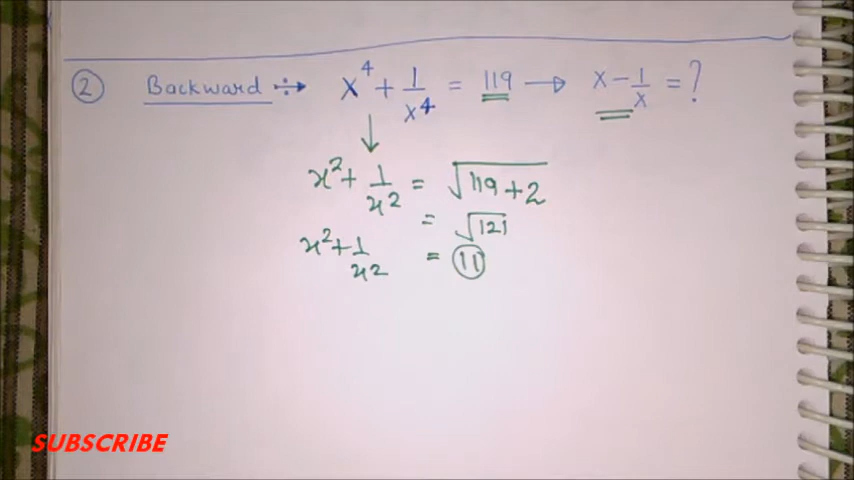 ② Backward ÷→ x⁴ + 1/x⁴ = 119 → x - 1/x = ?
↓
x² + 1/x² = √119 + 2
= √121
x² + 1/x² = 11
SUBSCRIBE